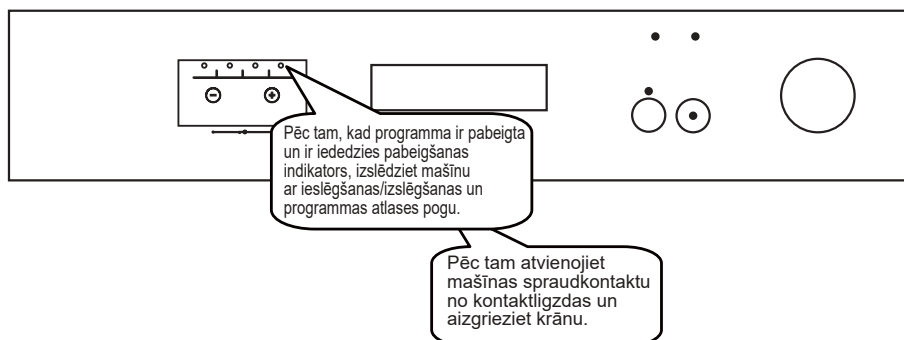 Pēc tam, kad programma ir pabeigta
un ir iededzies pabeigšanas
indikators, izslēdziet mašīnu
ar ieslēgšanas/izslēgšanas un
programmas atlases pogu.
Pēc tam atvienojiet
mašīnas spraudkontaktu
no kontaktligzdas un
aizgrieziet krānu.